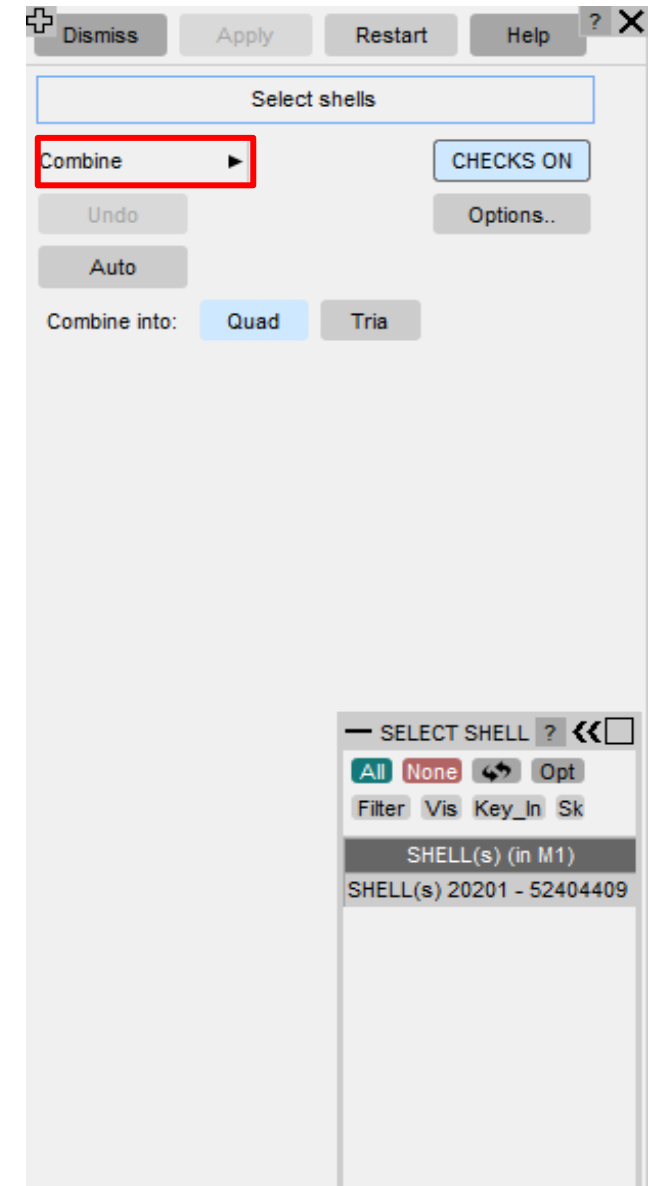 Dismiss Apply Restart Help ?
Select shells
Combine CHECKS ON
Undo Options..
Auto
Combine into: Quad Tria
SELECT SHELL ?
All None Opt
Filter Vis Key_In Sk
SHELL(s) (in M1)
SHELL(s) 20201 - 52404409